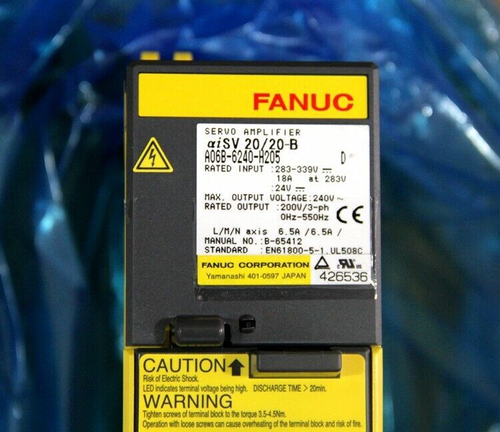 FANUC
SERVO AMPLIFIER
αiSV 20/20-B
A06B-6240-H205 D
RATED INPUT :283-339V ⎓
18A at 283V
:24V ⎓
MAX. OUTPUT VOLTAGE:240V~
RATED OUTPUT :200V/3-ph
0Hz-550Hz
CE
L/M/N axis 6.5A /6.5A /
MANUAL NO.:B-65412
STANDARD :EN61800-5-1,UL508C
FANUC CORPORATION
Yamanashi 401-0597 JAPAN
426536
CAUTION
Risk of Electric Shock.
LED indicates terminal voltage being high. DISCHARGE TIME > 20min.
WARNING
Tighten screws of terminal block to the torque 3.5-4.5Nm.
Operation with loose screws can cause overheating of the terminal block and risk of fire.